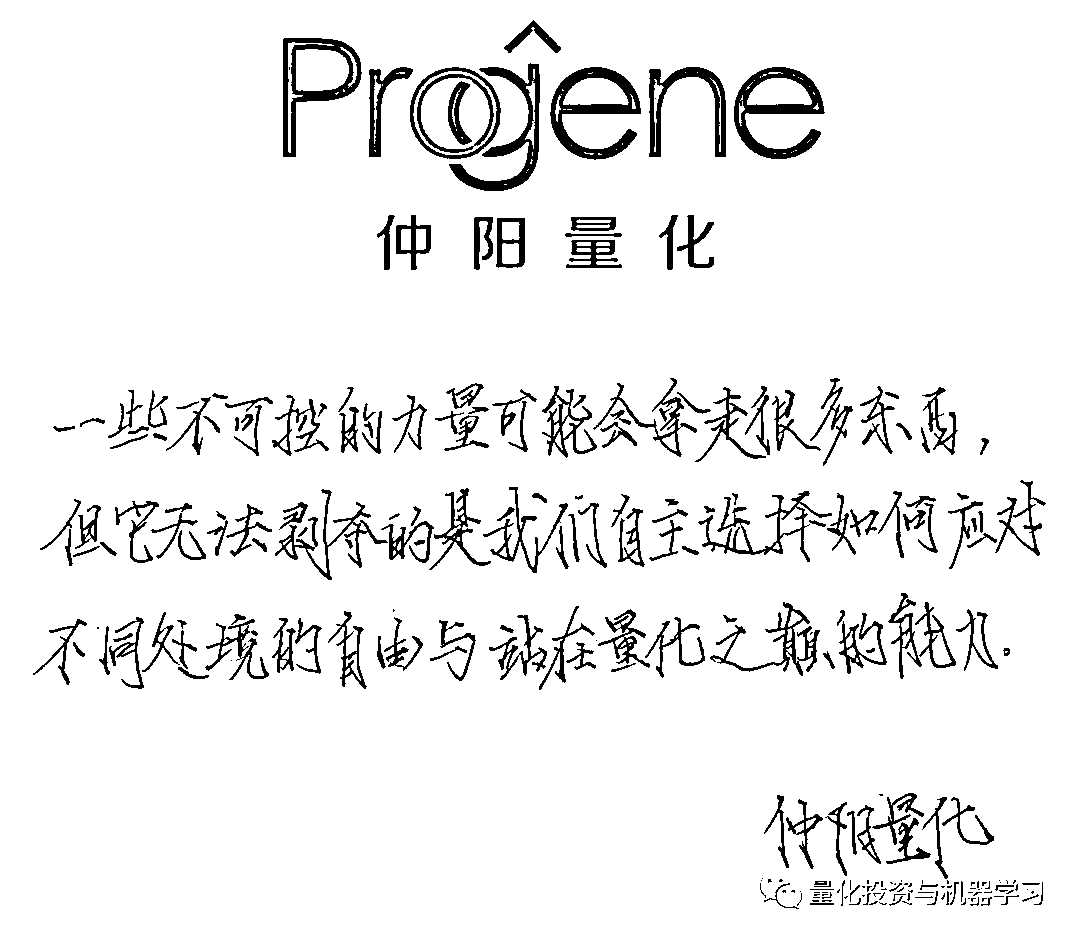 Progêne
仲阳量化
一些不可控的力量可能会拿走很多东西，
但它无法剥夺的是我们自主选择如何应对
不同处境的自由与站在量化之巅的能力.
仲阳量化
量化投资与机器学习